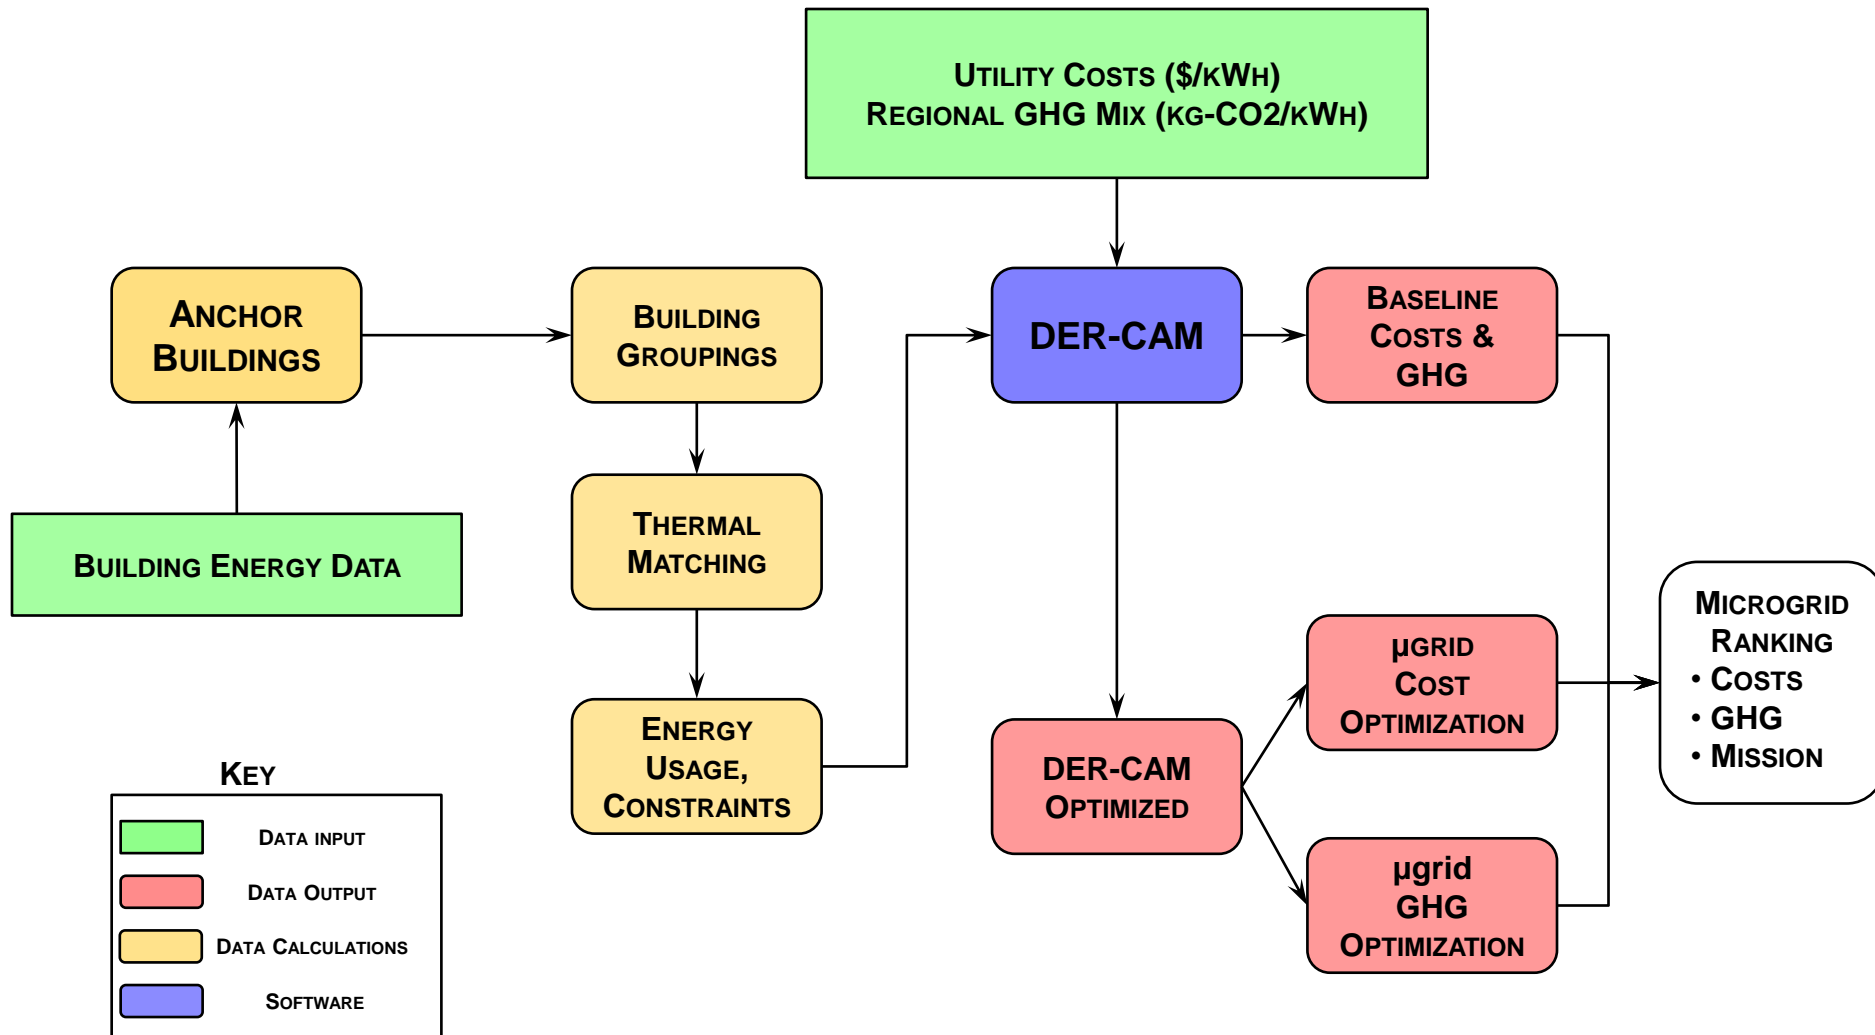 Utility Costs ($/kWh)
Regional GHG Mix (kg-CO2/kWh)
Anchor
Buildings
Building
Groupings
DER-CAM
Baseline
Costs &
GHG
Thermal
Matching
Building Energy Data
Energy
Usage,
Constraints
DER-CAM
Optimized
µgrid
Cost
Optimization
µgrid
GHG
Optimization
Microgrid
Ranking
• Costs
• GHG
• Mission
Key
Data input
Data Output
Data Calculations
Software